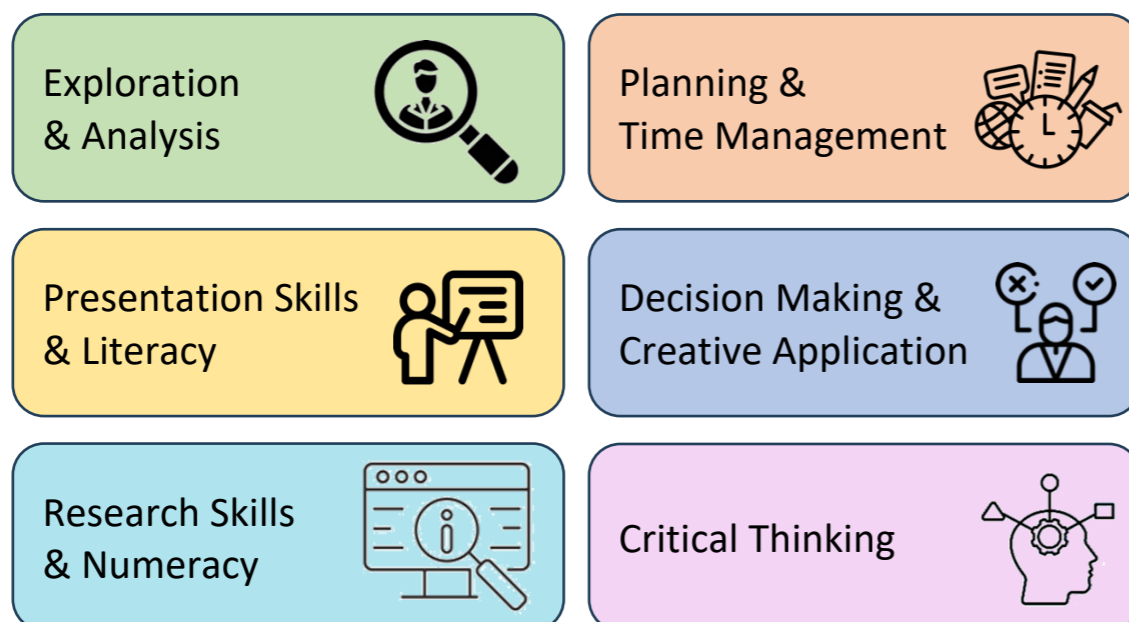 Exploration
& Analysis
Planning &
Time Management
Presentation Skills
& Literacy
Decision Making &
Creative Application
Research Skills
& Numeracy
Critical Thinking